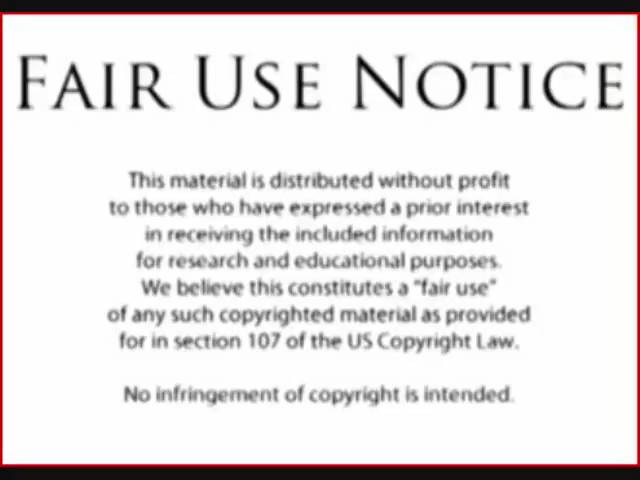 FAIR USE NOTICE
This material is distributed without profit
to those who have expressed a prior interest
in receiving the included information
for research and educational purposes.
We believe this constitutes a "fair use"
of any such copyrighted material as provided
for in section 107 of the US Copyright Law.
No infringement of copyright is intended.